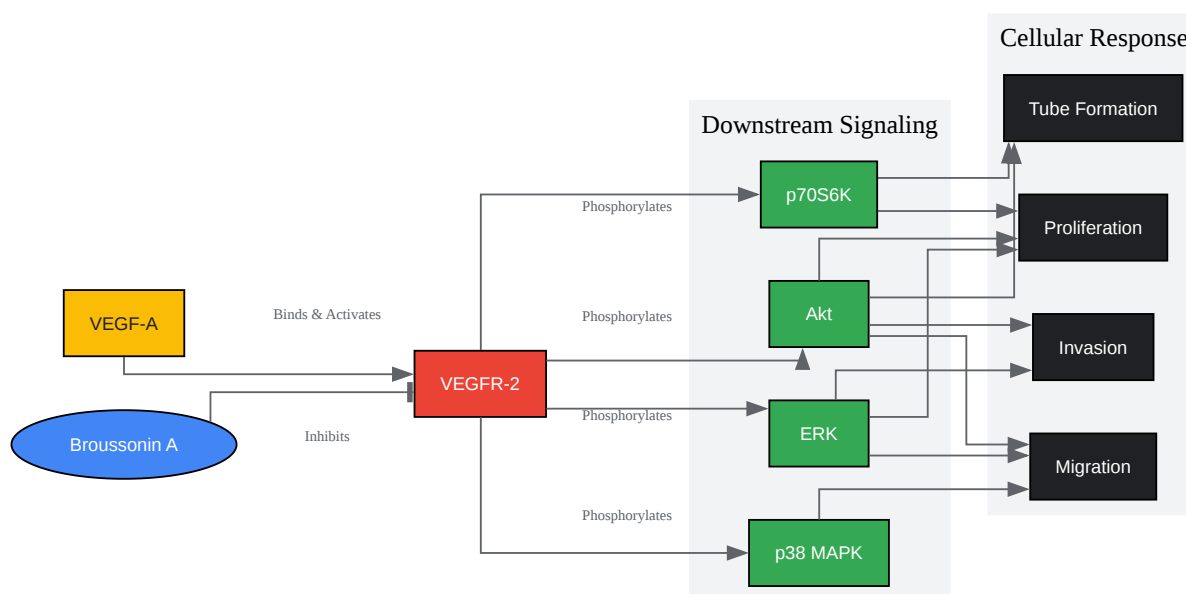 Cellular Response
Tube Formation
Downstream Signaling
p70S6K
Phosphorylates
Proliferation
VEGF-A
Binds & Activates
Phosphorylates
Akt
Invasion
VEGFR-2
Broussonin A
Inhibits
Phosphorylates
ERK
Migration
Phosphorylates
p38 MAPK